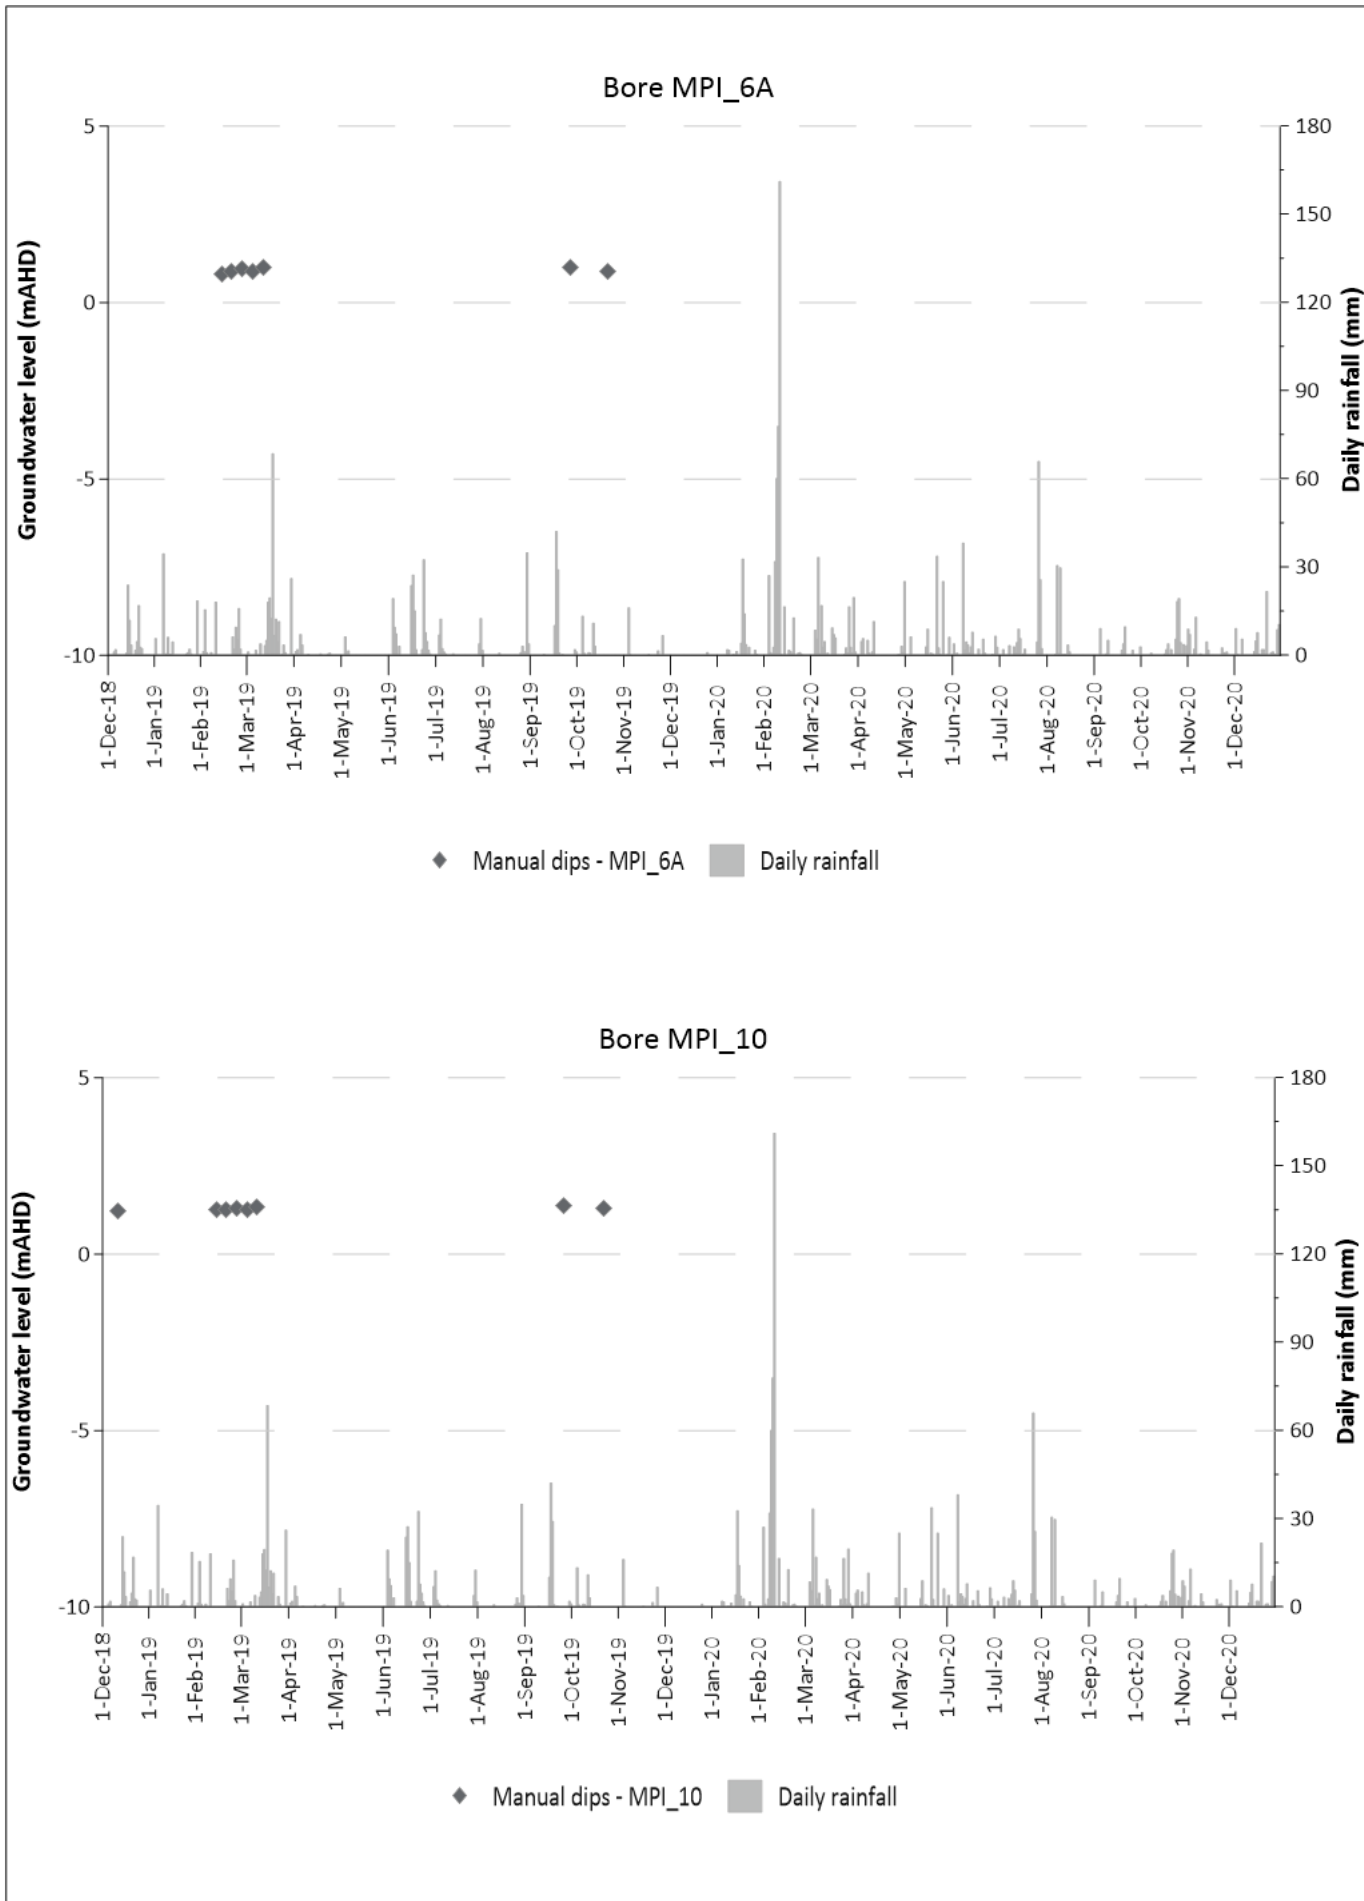 Bore MPI_6A
Groundwater level (mAHD)
5
0
-5
-10
180
150
120
90
60
30
0
Daily rainfall (mm)
1-Dec-18
1-Jan-19
1-Feb-19
1-Mar-19
1-Apr-19
1-May-19
1-Jun-19
1-Jul-19
1-Aug-19
1-Sep-19
1-Oct-19
1-Nov-19
1-Dec-19
1-Jan-20
1-Feb-20
1-Mar-20
1-Apr-20
1-May-20
1-Jun-20
1-Jul-20
1-Aug-20
1-Sep-20
1-Oct-20
1-Nov-20
1-Dec-20
Manual dips - MPI_6A Daily rainfall
Bore MPI_10
Groundwater level (mAHD)
5
0
-5
-10
180
150
120
90
60
30
0
Daily rainfall (mm)
1-Dec-18
1-Jan-19
1-Feb-19
1-Mar-19
1-Apr-19
1-May-19
1-Jun-19
1-Jul-19
1-Aug-19
1-Sep-19
1-Oct-19
1-Nov-19
1-Dec-19
1-Jan-20
1-Feb-20
1-Mar-20
1-Apr-20
1-May-20
1-Jun-20
1-Jul-20
1-Aug-20
1-Sep-20
1-Oct-20
1-Nov-20
1-Dec-20
Manual dips - MPI_10 Daily rainfall